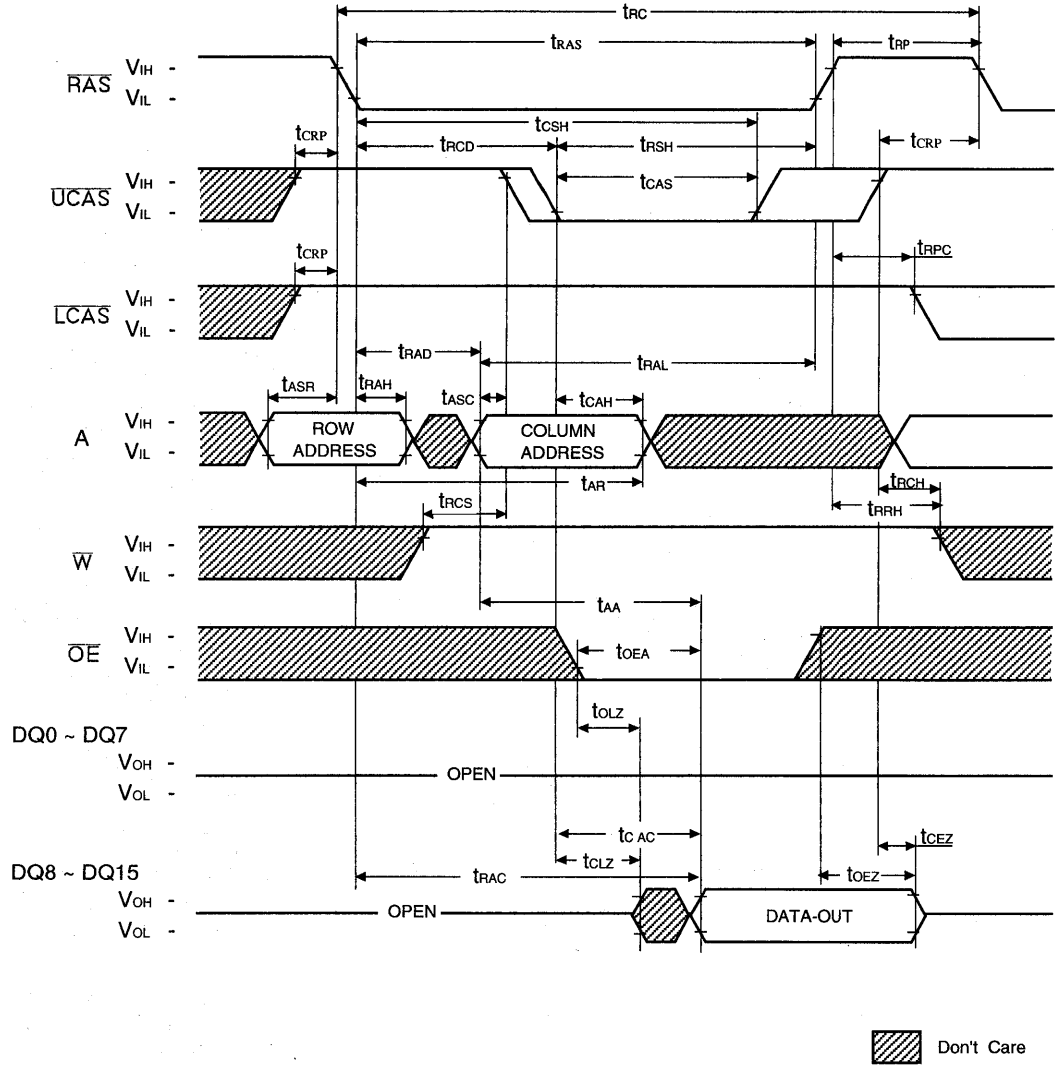 tRC
tRAS
tRP
RAS
VIH -
VIL -
tCSH
tCRP
tRCD
tRSH
tCRP
UCAS
VIH -
VIL -
tCAS
tCRP
tRPC
LCAS
VIH -
VIL -
tRAD
tRAL
tASR
tRAH
tASC
tCAH
A
VIH -
VIL -
ROW
ADDRESS
COLUMN
ADDRESS
tAR
tRCH
tRCS
tRRH
W
VIH -
VIL -
tAA
OE
VIH -
VIL -
tOEA
tOLZ
DQ0 ~ DQ7
VOH -
VOL -
OPEN
tCAC
tCEZ
tCLZ
DQ8 ~ DQ15
tRAC
tOEZ
VOH -
VOL -
OPEN
DATA-OUT
Don't Care